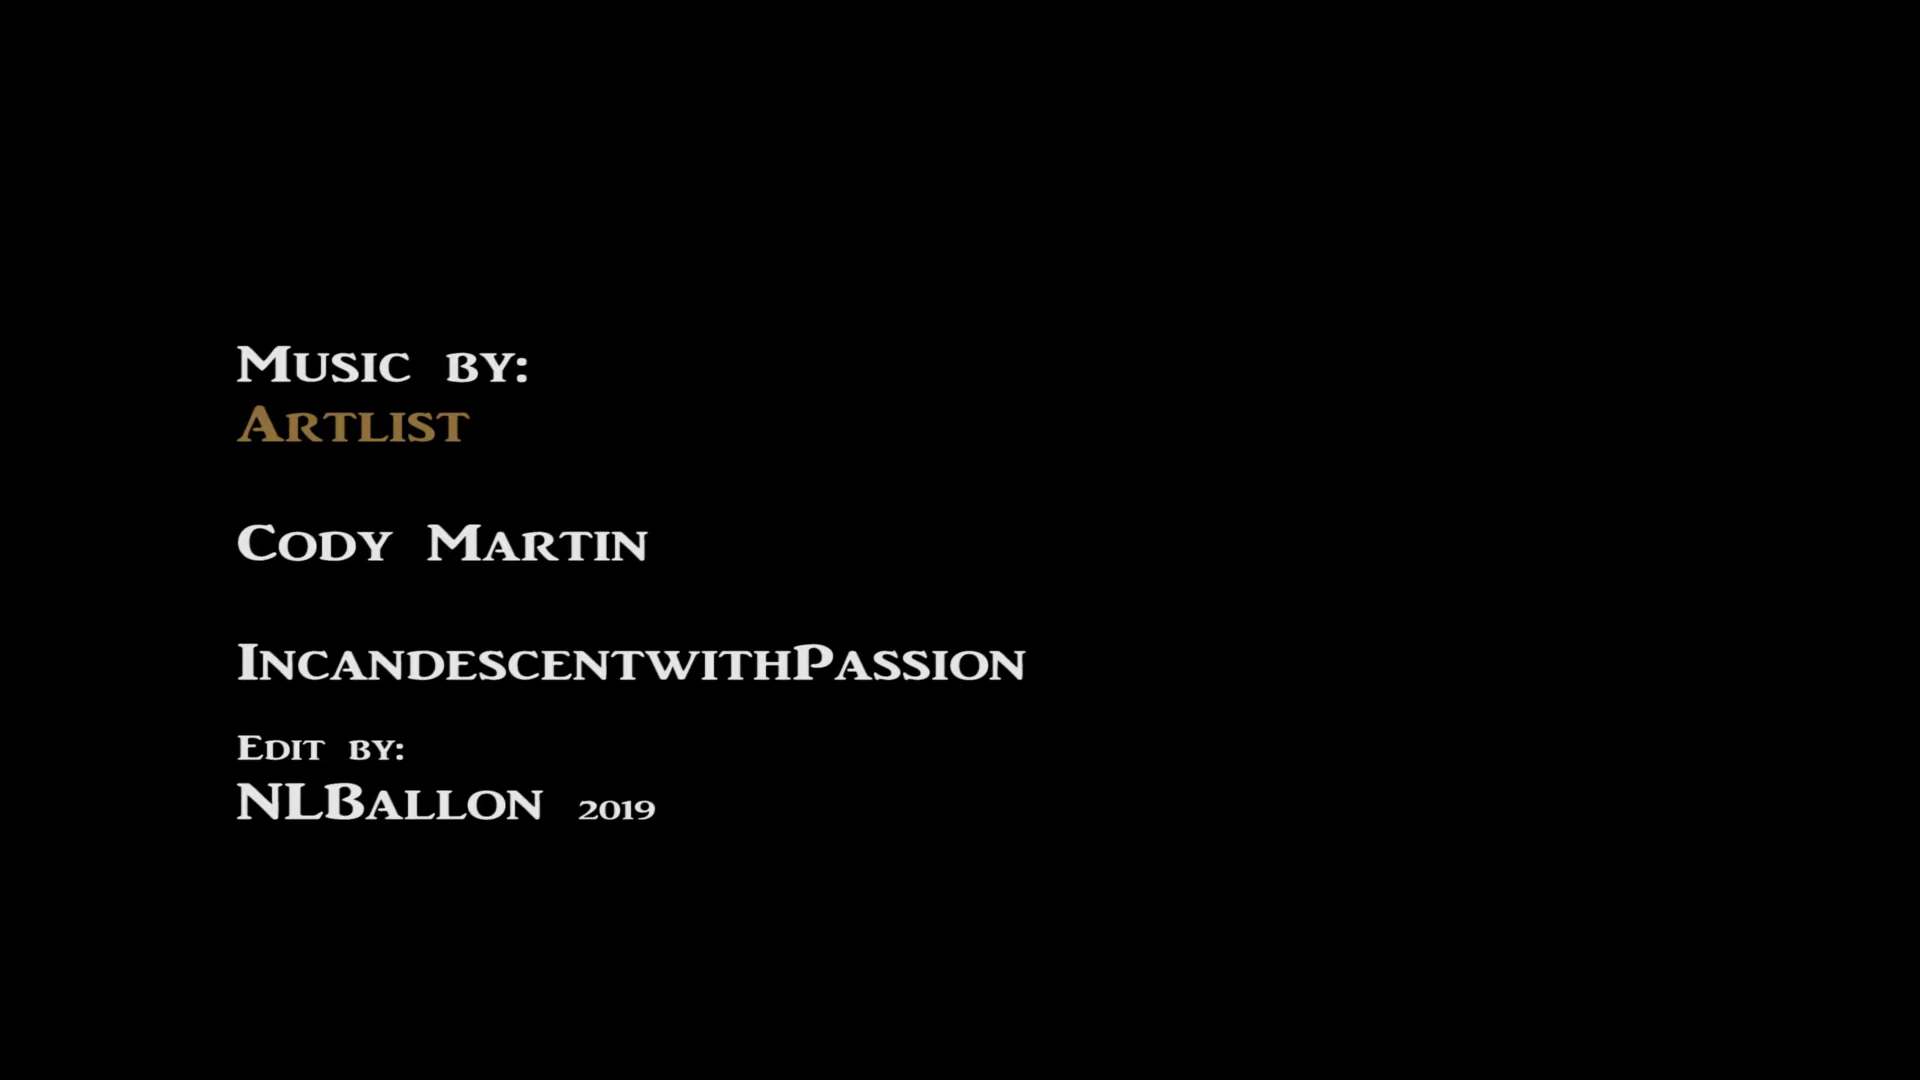 Music by:
Artlist
Cody Martin
IncandescentwithPassion
Edit by:
NLBallon 2019